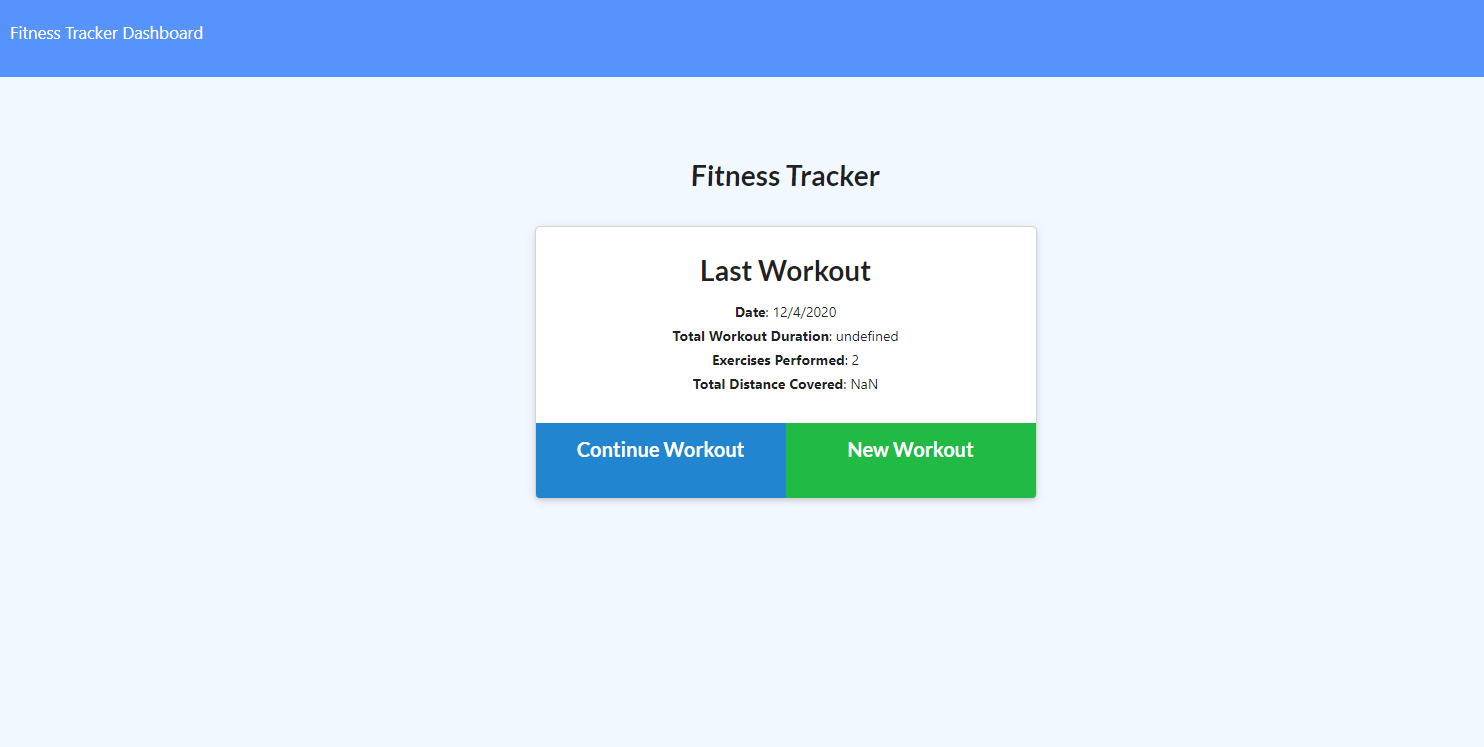 Fitness Tracker Dashboard
Fitness Tracker
Last Workout
Date: 12/4/2020
Total Workout Duration: undefined
Exercises Performed: 2
Total Distance Covered: NaN
Continue Workout New Workout